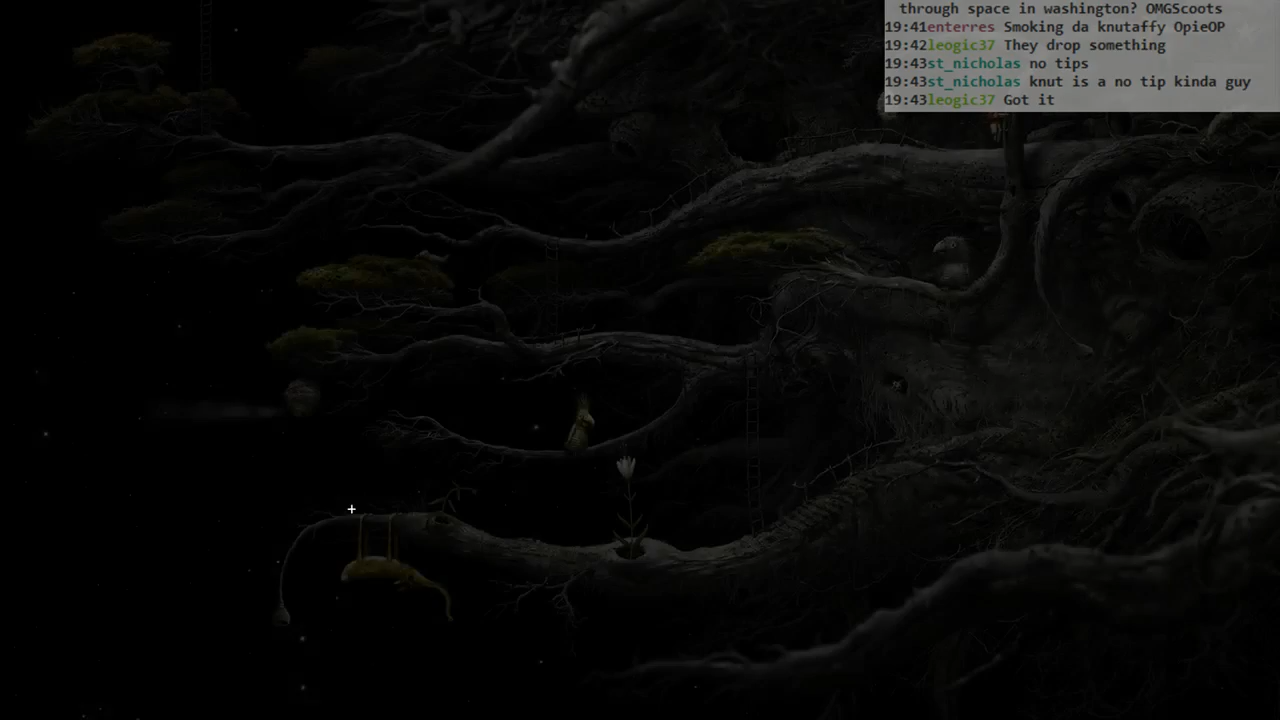 through space in washington? OMGScoots
19:41enterres Smoking da knutaffy OpieOP
19:42leogic37 They drop something
19:43st_nicholas no tips
19:43st_nicholas knut is a no tip kinda guy
19:43leogic37 Got it